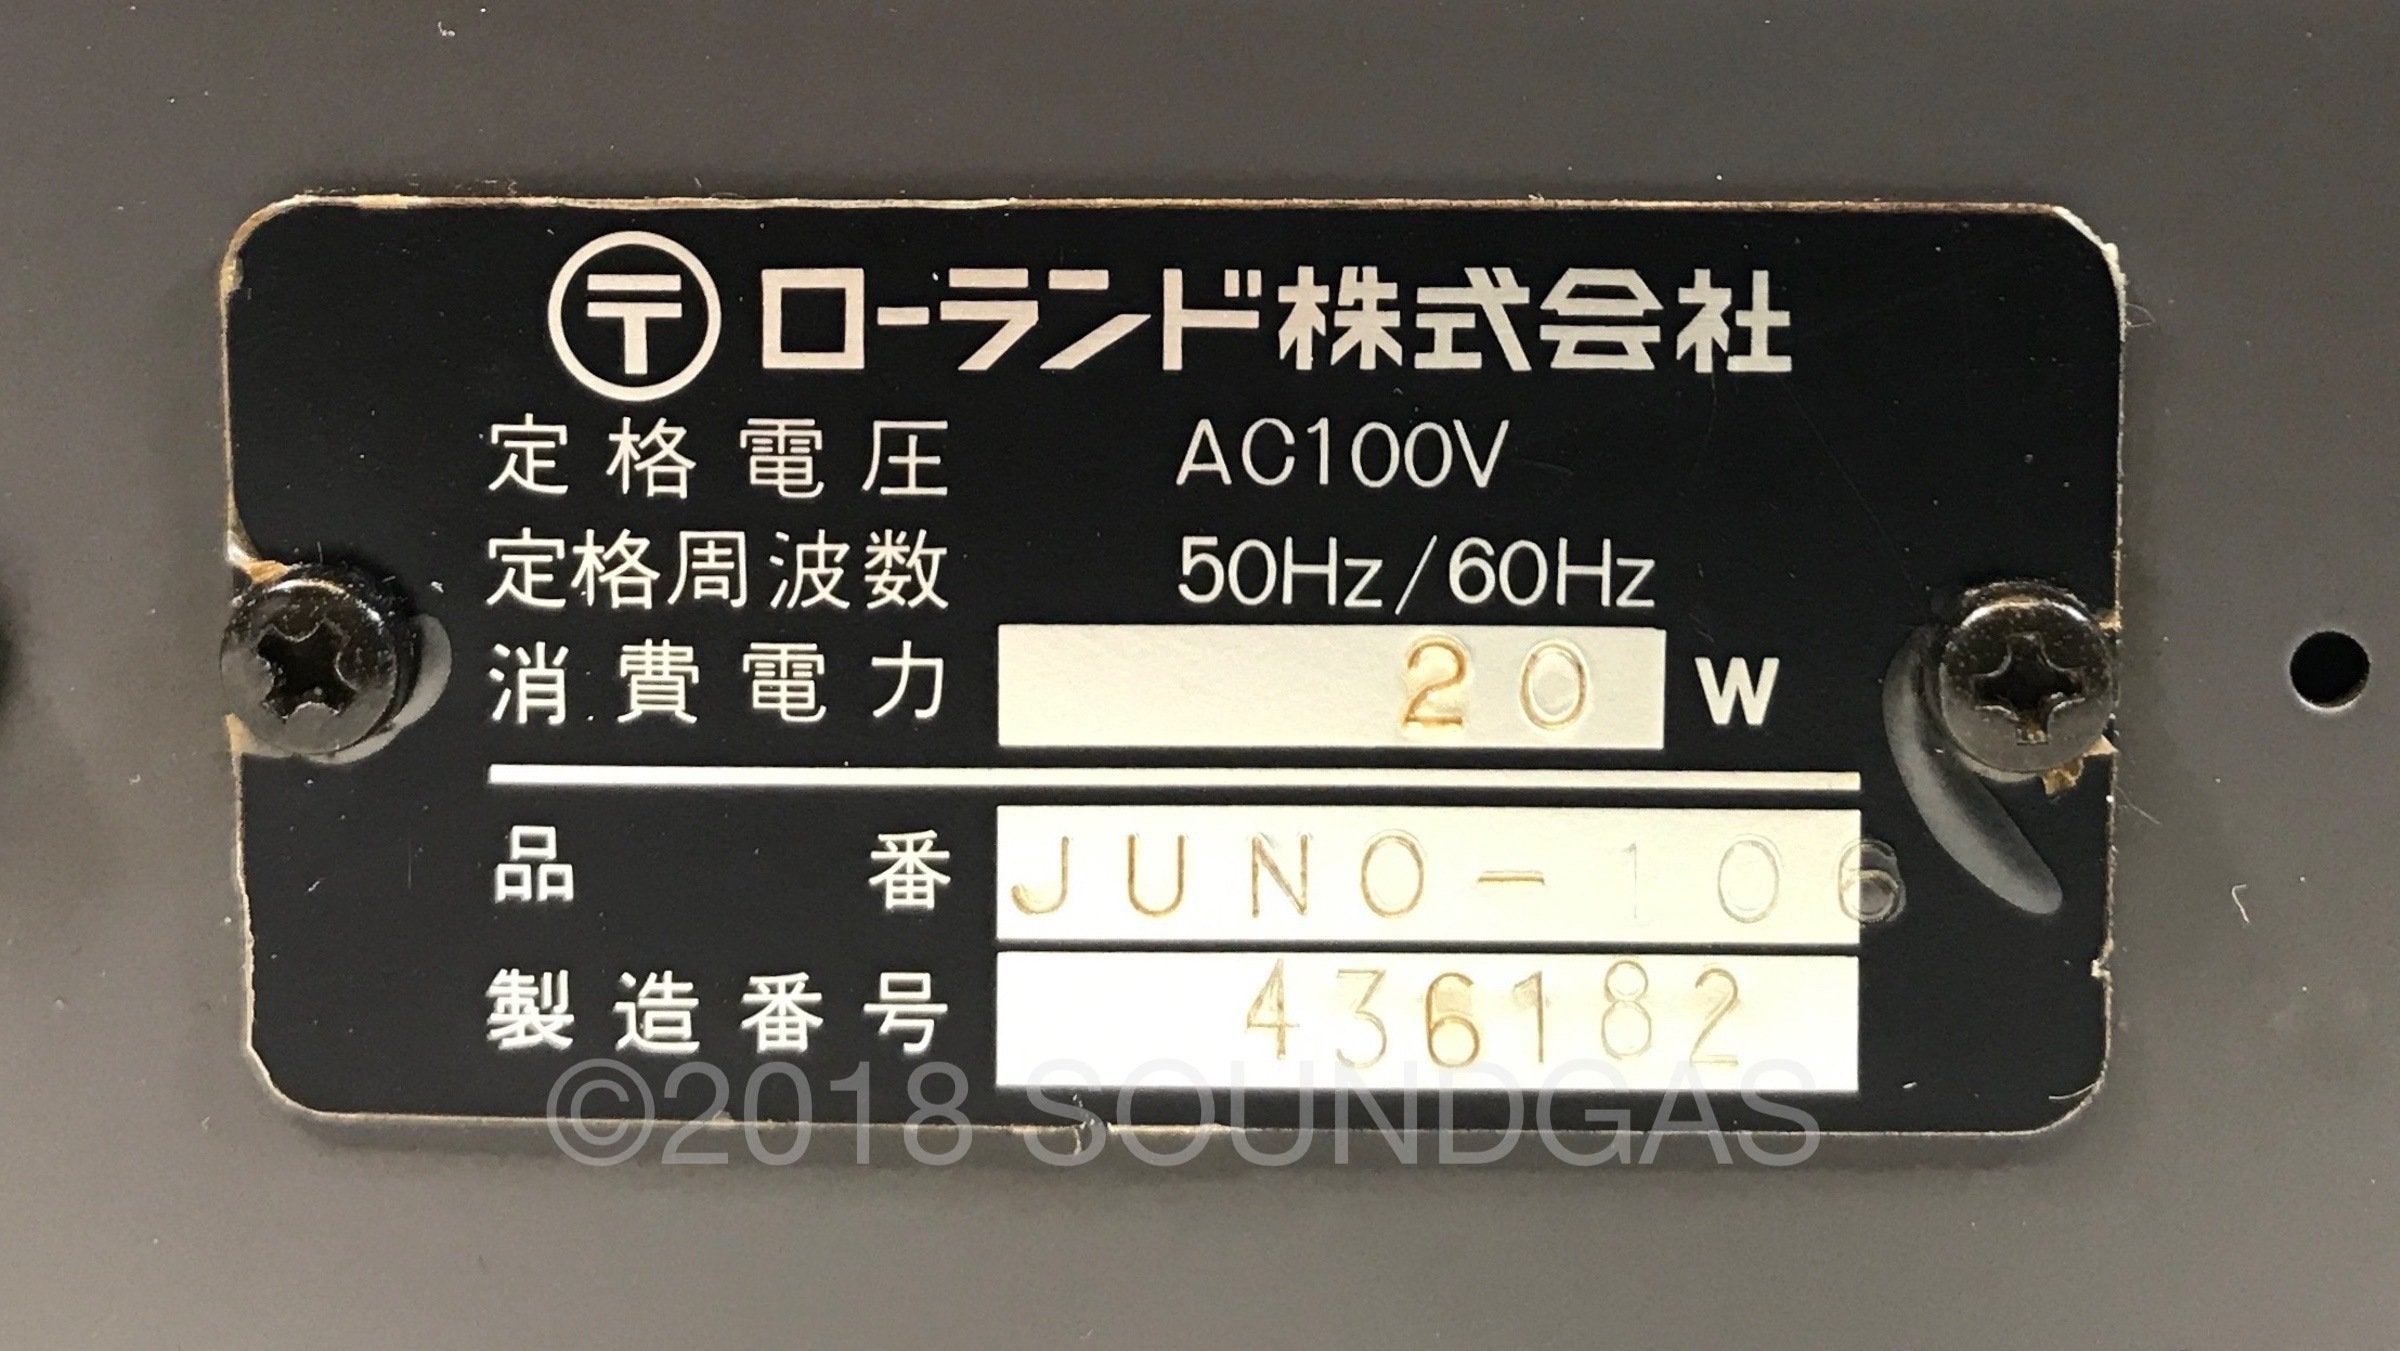 〒ローランド株式会社
定格電圧 AC100V
定格周波数 50Hz/60Hz
消費電力 20 W
品番 JUNO-106
製造番号 436182
©2018 SOUNDGAS